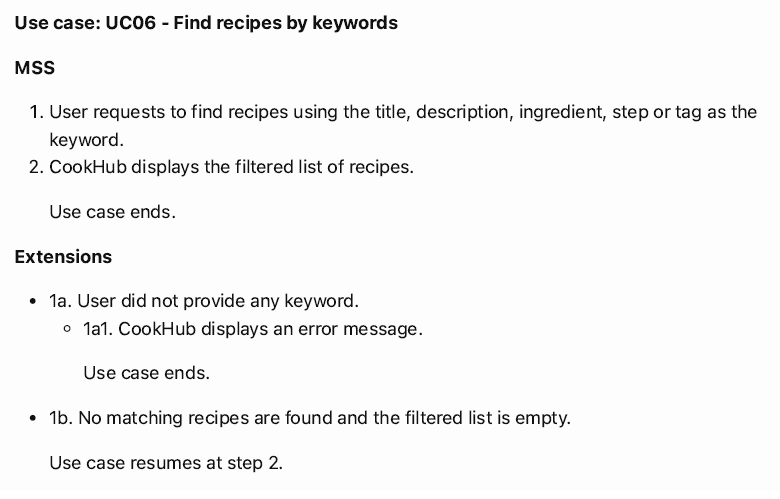 Use case: UC06 - Find recipes by keywords
MSS
1. User requests to find recipes using the title, description, ingredient, step or tag as the
keyword.
2. CookHub displays the filtered list of recipes.
Use case ends.
Extensions
• 1a. User did not provide any keyword.
◦ 1a1. CookHub displays an error message.
Use case ends.
• 1b. No matching recipes are found and the filtered list is empty.
Use case resumes at step 2.